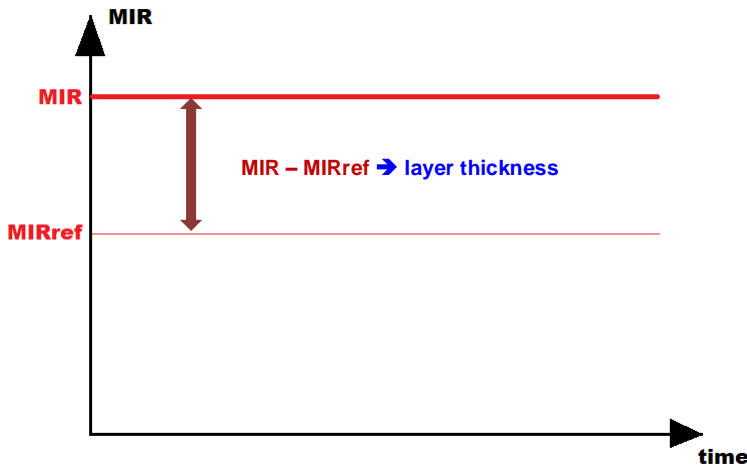 MIR
MIR
MIR – MIRref ➔ layer thickness
MIRref
time